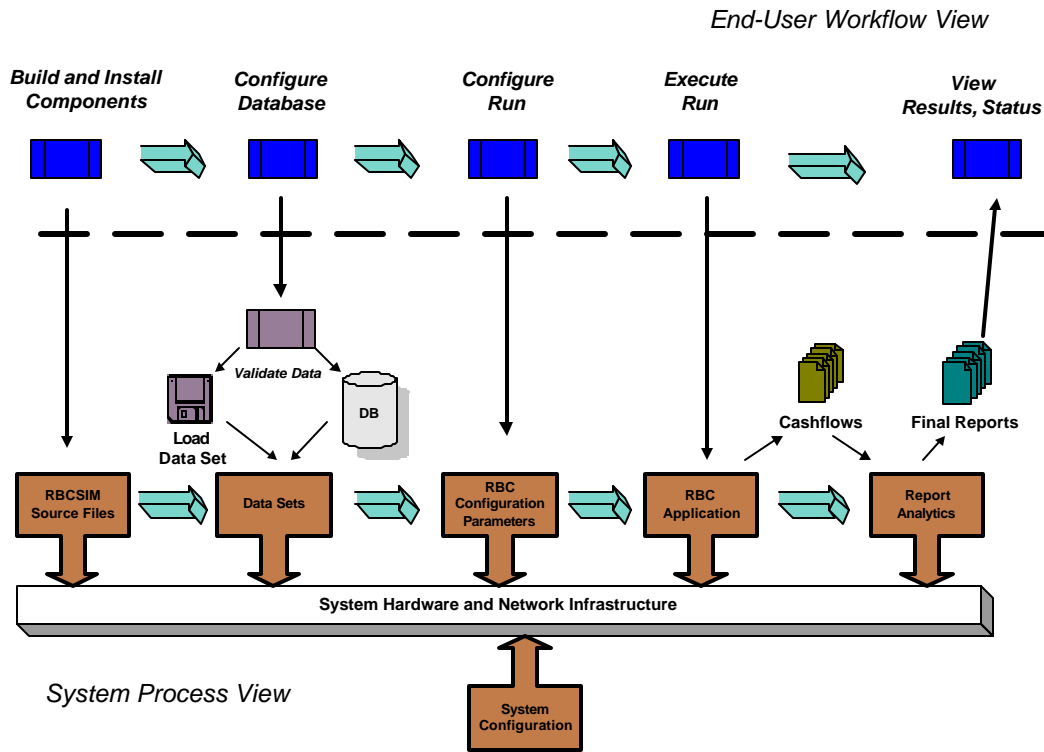 End-User Workflow View
Build and Install
Components
Configure
Database
Configure
Run
Execute
Run
View
Results, Status
Validate Data
DB
Load
Data Set
Cashflows
Final Reports
RBCSIM
Source Files
Data Sets
RBC
Configuration
Parameters
RBC
Application
Report
Analytics
System Hardware and Network Infrastructure
System Process View
System
Configuration